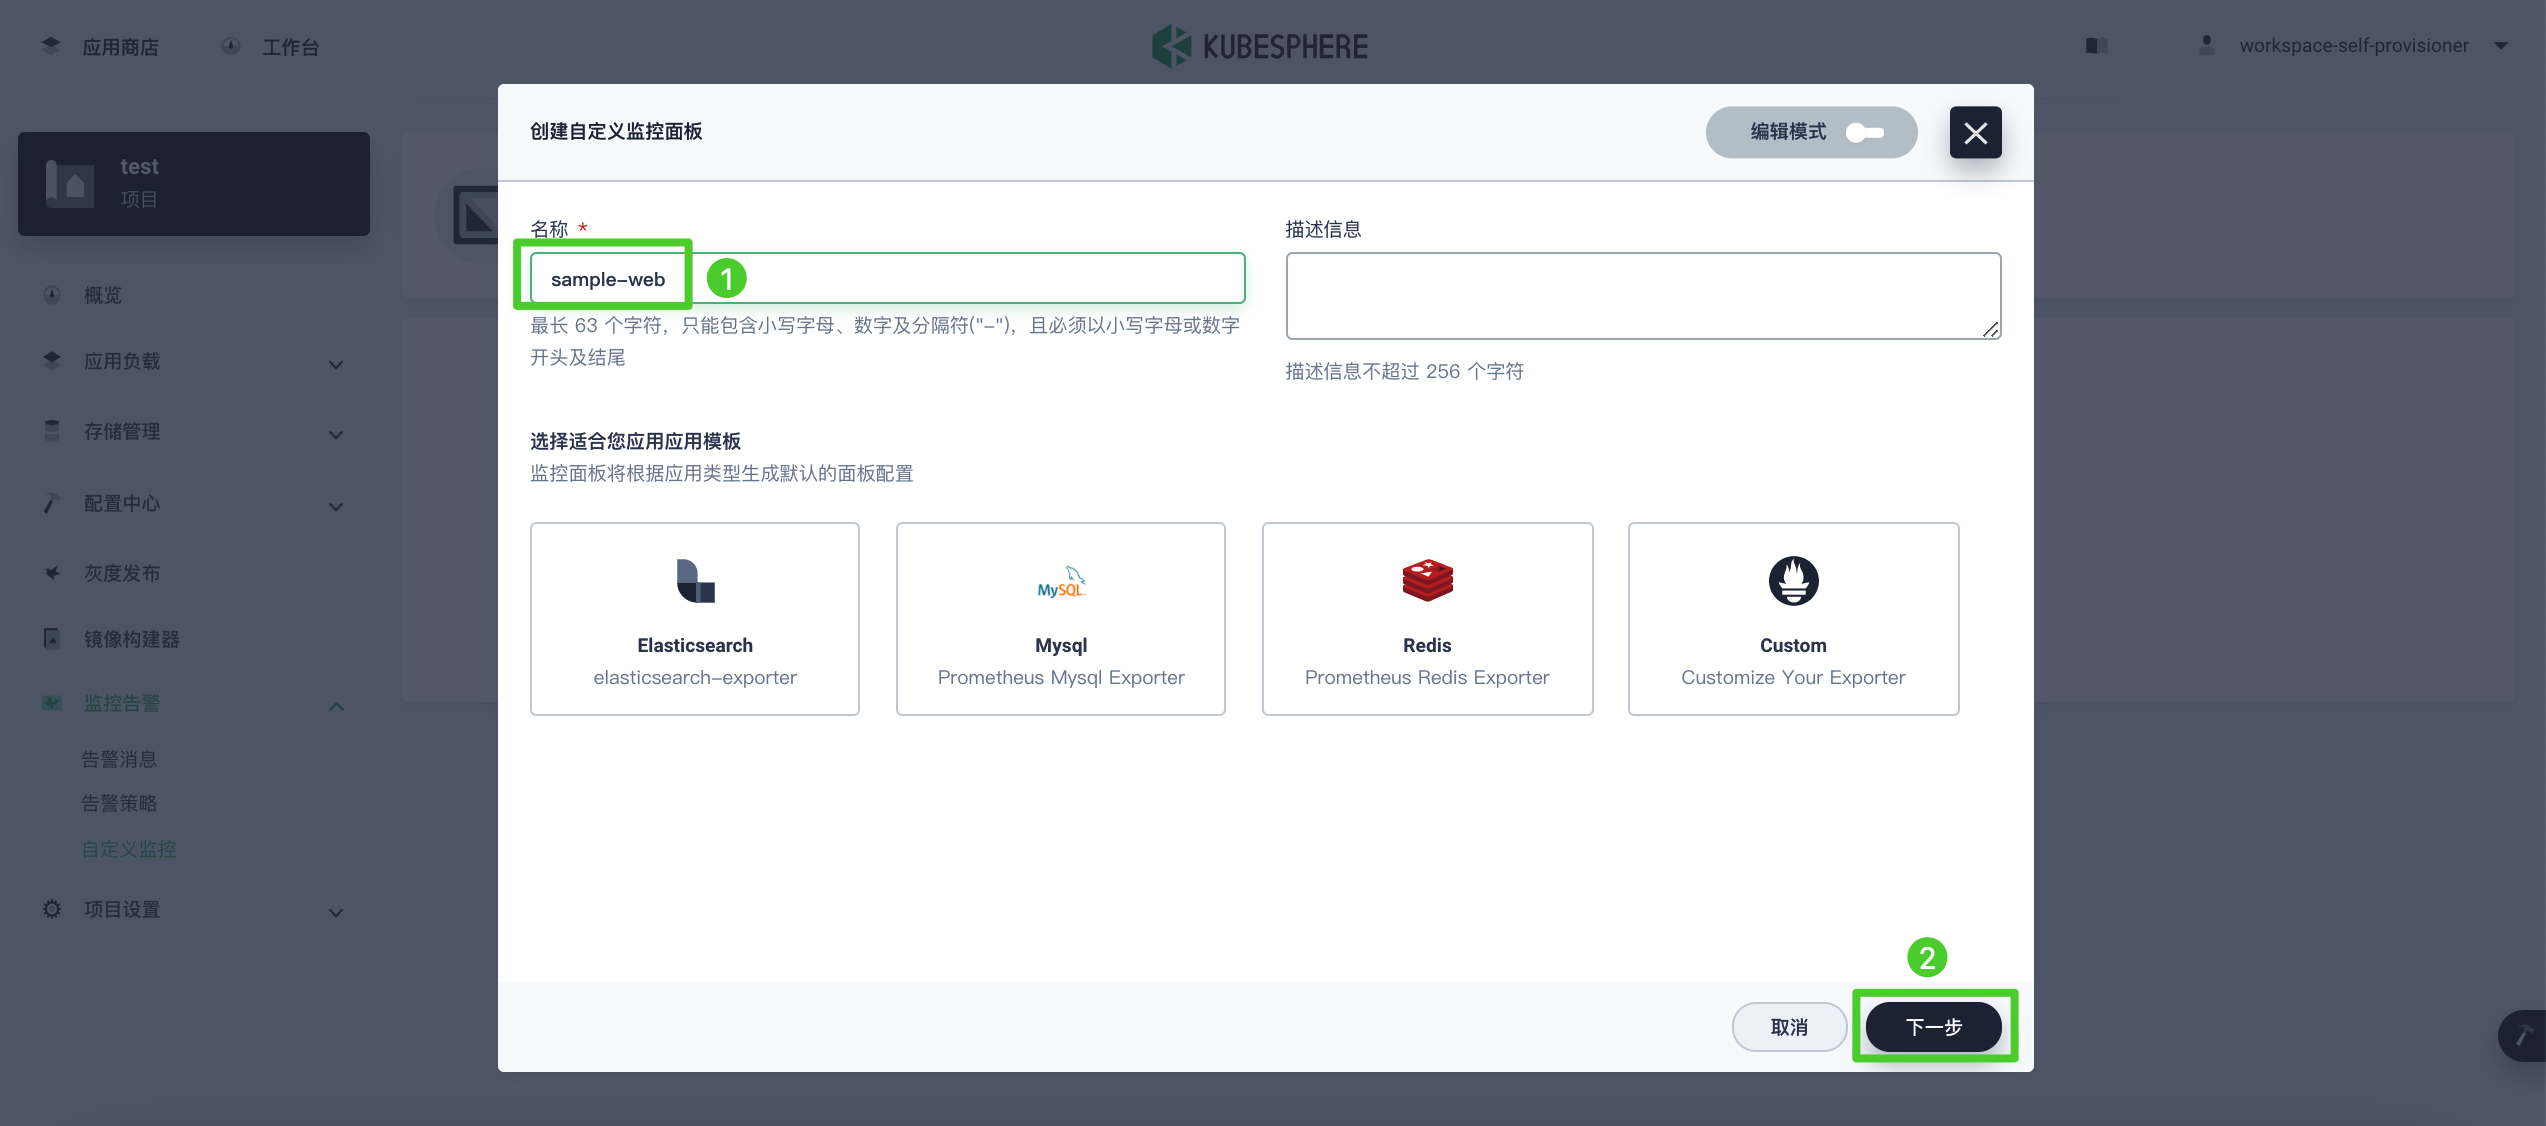 应用商店
工作台
KUBESPHERE
workspace-self-provisioner
test
项目
概览
应用负载
存储管理
配置中心
灰度发布
镜像构建器
监控告警
告警消息
告警策略
自定义监控
项目设置
创建自定义监控面板
编辑模式
名称 *
sample-web
1
最长 63 个字符，只能包含小写字母、数字及分隔符("-")，且必须以小写字母或数字
开头及结尾
描述信息
描述信息不超过 256 个字符
选择适合您应用应用模板
监控面板将根据应用类型生成默认的面板配置
Elasticsearch
elasticsearch-exporter
MySQL
Mysql
Prometheus Mysql Exporter
Redis
Prometheus Redis Exporter
Custom
Customize Your Exporter
2
取消
下一步